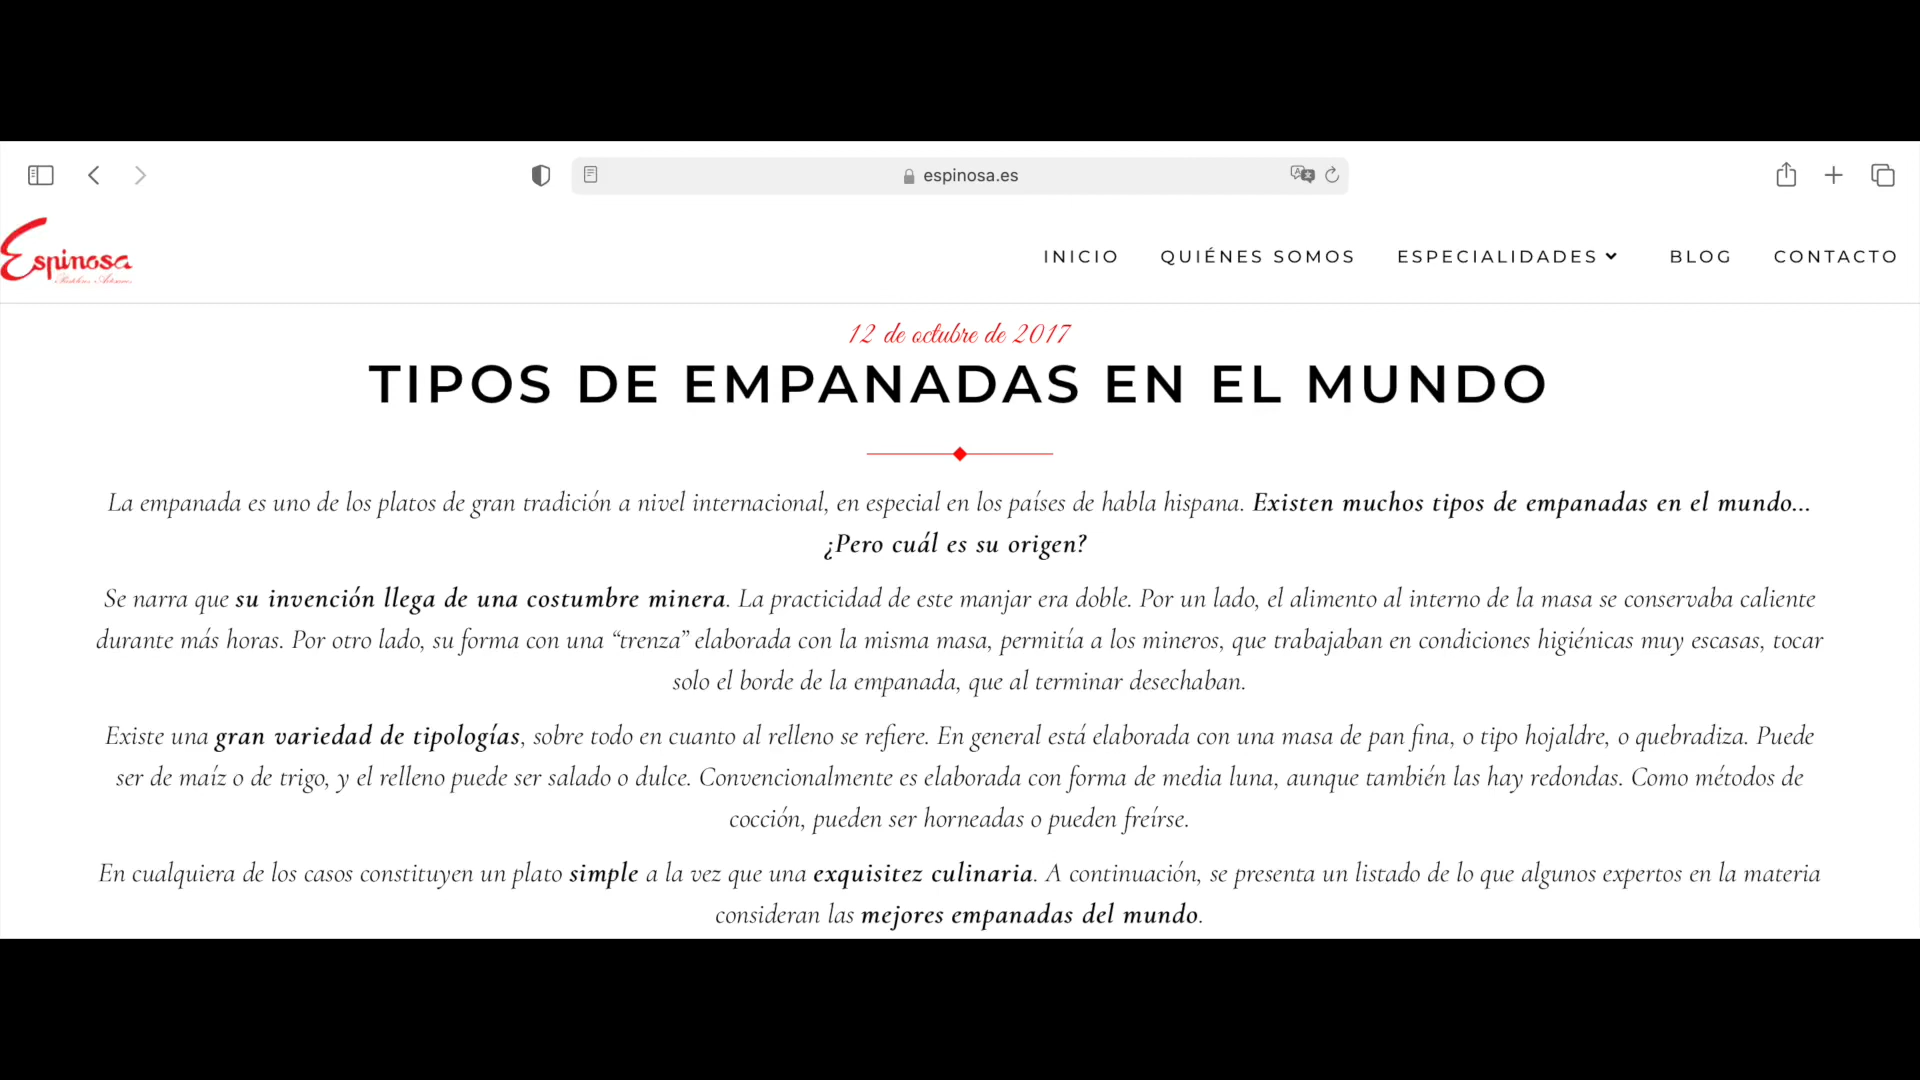 espinosa.es
Espinosa
INICIO QUIÉNES SOMOS ESPECIALIDADES BLOG CONTACTO
12 de octubre de 2017
TIPOS DE EMPANADAS EN EL MUNDO
La empanada es uno de los platos de gran tradición a nivel internacional, en especial en los países de habla hispana. Existen muchos tipos de empanadas en el mundo…
¿Pero cuál es su origen?
Se narra que su invención llega de una costumbre minera. La practicidad de este manjar era doble. Por un lado, el alimento al interno de la masa se conservaba caliente
durante más horas. Por otro lado, su forma con una “trenza” elaborada con la misma masa, permitía a los mineros, que trabajaban en condiciones higiénicas muy escasas, tocar
solo el borde de la empanada, que al terminar desechaban.
Existe una gran variedad de tipologías, sobre todo en cuanto al relleno se refiere. En general está elaborada con una masa de pan fina, o tipo hojaldre, o quebradiza. Puede
ser de maíz o de trigo, y el relleno puede ser salado o dulce. Convencionalmente es elaborada con forma de media luna, aunque también las hay redondas. Como métodos de
cocción, pueden ser horneadas o pueden freírse.
En cualquiera de los casos constituyen un plato simple a la vez que una exquisitez culinaria. A continuación, se presenta un listado de lo que algunos expertos en la materia
consideran las mejores empanadas del mundo.